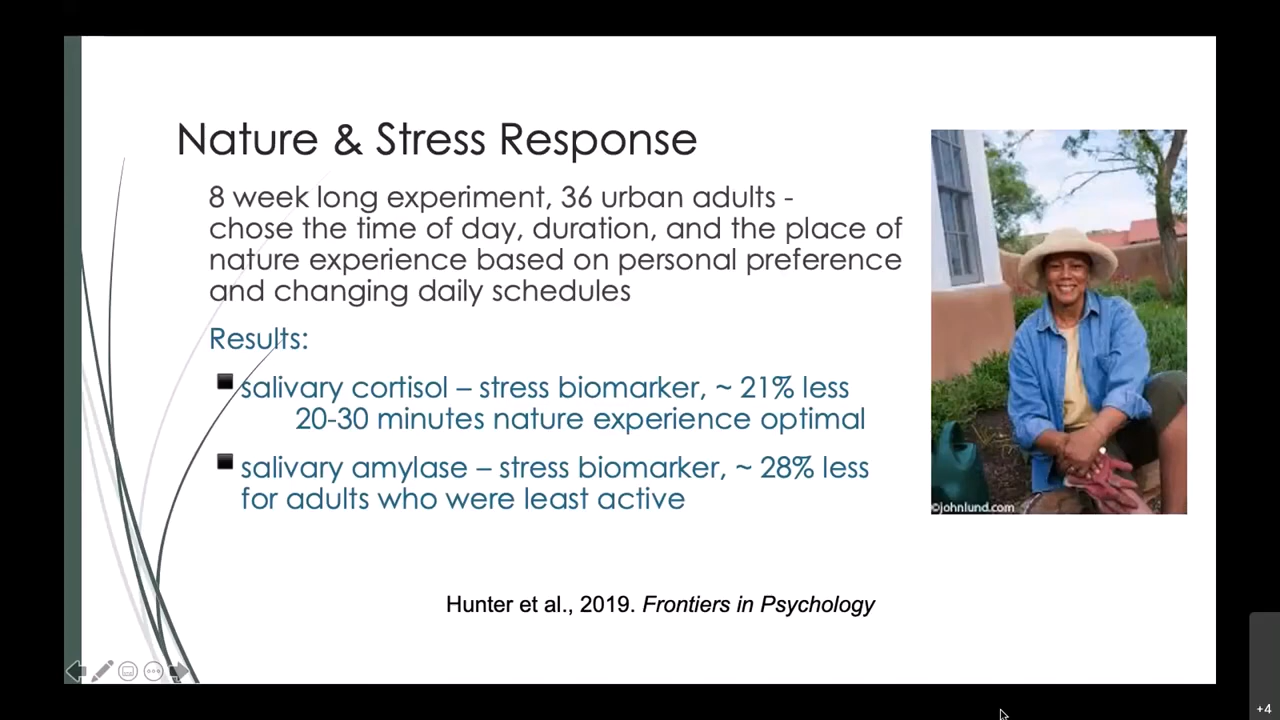 Nature & Stress Response
8 week long experiment, 36 urban adults -
chose the time of day, duration, and the place of
nature experience based on personal preference
and changing daily schedules
Results:
salivary cortisol – stress biomarker, ~ 21% less
20-30 minutes nature experience optimal
salivary amylase – stress biomarker, ~ 28% less
for adults who were least active
©johnlund.com
Hunter et al., 2019. Frontiers in Psychology
+4